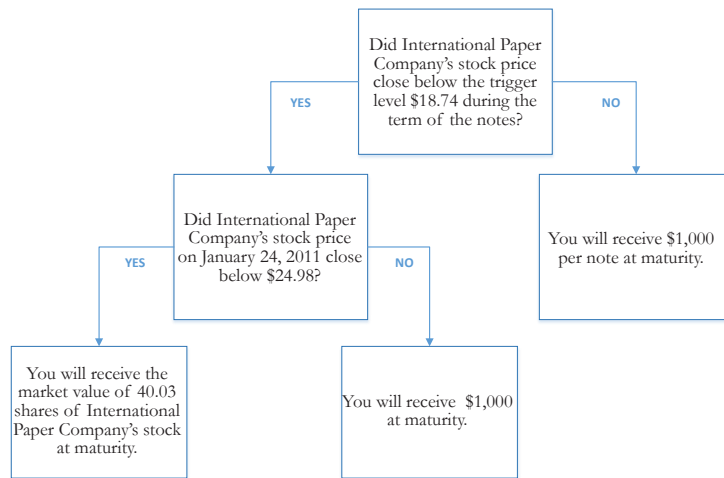 Did International Paper
Company's stock price
close below the trigger
level $18.74 during the
term of the notes?
YES
NO
Did International Paper
Company's stock price
on January 24, 2011 close
below $24.98?
You will receive $1,000
per note at maturity.
YES
NO
You will receive the
market value of 40.03
shares of International
Paper Company's stock
at maturity.
You will receive $1,000
at maturity.